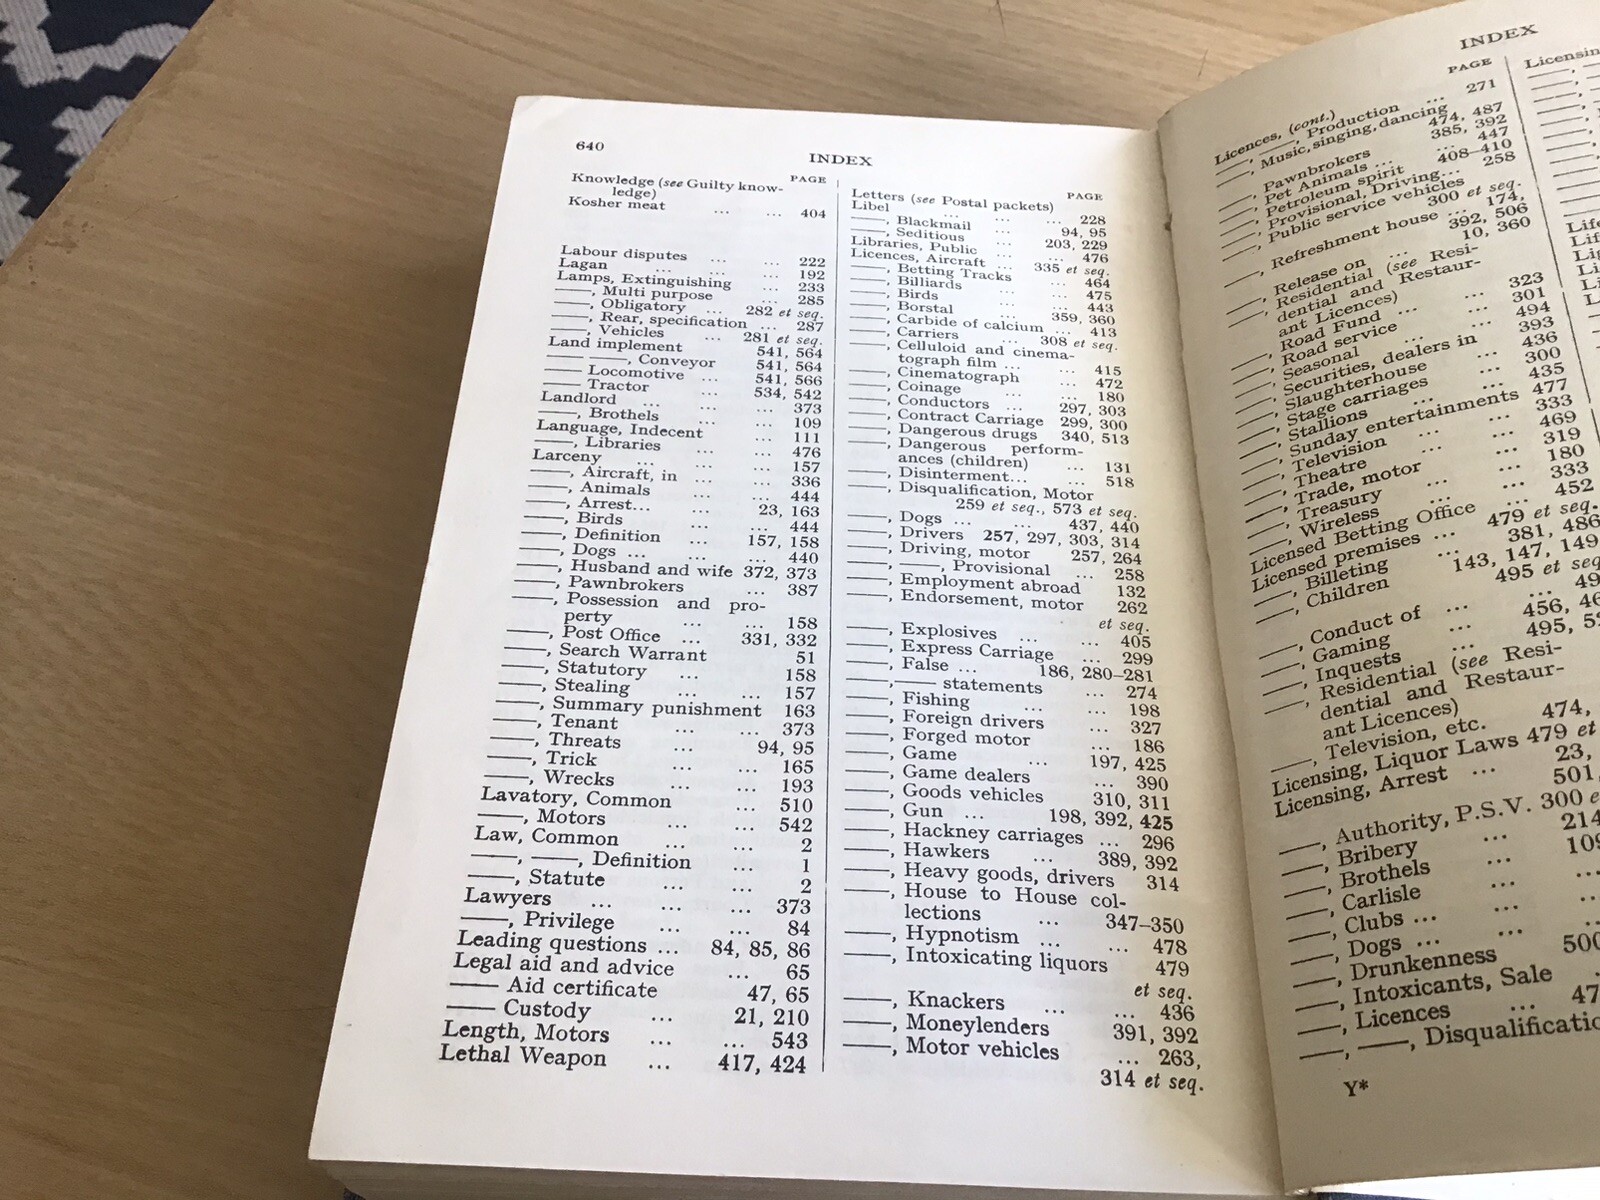 640
INDEX
PAGE
Knowledge (see Guilty know-
ledge)
Kosher meat ... ... 404
Labour disputes ... ... 222
Lagan ... ... ... 192
Lamps, Extinguishing ... 233
——, Multi purpose ... 285
——, Obligatory ... 282 et seq.
——, Rear, specification ... 287
——, Vehicles ... 281 et seq.
Land implement 541, 564
—— ——, Conveyor 541, 564
—— Locomotive ... 541, 566
—— Tractor 534, 542
Landlord ... ... ... 373
——, Brothels ... 109
Language, Indecent ... 111
——, Libraries ... ... 476
Larceny ... ... ... 157
——, Aircraft, in ... ... 336
——, Animals ... ... 444
——, Arrest... ... 23, 163
——, Birds ... ... 444
——, Definition ... 157, 158
——, Dogs ... ... ... 440
——, Husband and wife 372, 373
——, Pawnbrokers ... 387
——, Possession and pro-
perty ... ... 158
——, Post Office ... 331, 332
——, Search Warrant 51
——, Statutory ... 158
——, Stealing ... ... 157
——, Summary punishment 163
——, Tenant ... ... 373
——, Threats ... 94, 95
——, Trick ... ... 165
——, Wrecks ... ... 193
Lavatory, Common ... 510
——, Motors ... ... 542
Law, Common ... ... 2
——, ——, Definition ... 1
——, Statute ... ... 2
Lawyers ... ... ... 373
——, Privilege ... ... 84
Leading questions ... 84, 85, 86
Legal aid and advice ... 65
—— Aid certificate 47, 65
—— Custody ... 21, 210
Length, Motors ... ... 543
Lethal Weapon ... 417, 424
PAGE
Letters (see Postal packets)
Libel ... ... ... 228
——, Blackmail ... 94, 95
——, Seditious ... 203, 229
Libraries, Public ... ... 476
Licences, Aircraft ... 335 et seq.
——, Betting Tracks ... 464
——, Billiards ... ... 475
——, Birds ... ... 443
——, Borstal ... 359, 360
——, Carbide of calcium ... 413
——, Carriers ... 308 et seq.
——, Celluloid and cinema-
tograph film ... ... 415
——, Cinematograph ... 472
——, Coinage ... ... 180
——, Conductors ... 297, 303
——, Contract Carriage 299, 300
——, Dangerous drugs 340, 513
——, Dangerous perform-
ances (children) ... 131
——, Disinterment... ... 518
——, Disqualification, Motor
259 et seq., 573 et seq.
——, Dogs ... ... 437, 440
——, Drivers 257, 297, 303, 314
——, Driving, motor 257, 264
——, ——, Provisional ... 258
——, Employment abroad 132
——, Endorsement, motor 262
et seq.
——, Explosives ... ... 405
——, Express Carriage ... 299
——, False ... 186, 280–281
——, —— statements ... 274
——, Fishing ... ... 198
——, Foreign drivers 327
——, Forged motor ... 186
——, Game ... 197, 425
——, Game dealers ... 390
——, Goods vehicles 310, 311
——, Gun ... 198, 392, 425
——, Hackney carriages ... 296
——, Hawkers ... 389, 392
——, Heavy goods, drivers 314
——, House to House col-
lections ... 347–350
——, Hypnotism ... ... 478
——, Intoxicating liquors 479
et seq.
——, Knackers ... ... 436
——, Moneylenders 391, 392
——, Motor vehicles ... 263,
314 et seq.
INDEX
PAGE
Licences, (cont.)
——, ——, Production ... 271
——, Music, singing, dancing
474, 487
——, Pawnbrokers 385, 392
——, Pet Animals ... ... 447
——, Petroleum spirit 408–410
——, Provisional, Driving... 258
——, Public service vehicles
300 et seq.
——, Refreshment house ... 174,
392, 506
——, Release on ... 10, 360
——, Residential (see Resi-
dential and Restaur-
ant Licences)
——, Road Fund ... ... 323
——, Road service ... 301
——, Seasonal ... ... 494
——, Securities, dealers in 393
——, Slaughterhouse ... 436
——, Stage carriages ... 300
——, Stallions ... ... 435
——, Sunday entertainments 477
——, Television ... ... 333
——, Theatre ... ... 469
——, Trade, motor ... 319
——, Treasury ... ... 180
——, Wireless ... ... 333
Licensed Betting Office ... 452
Licensed premises ... 479 et seq.
——, Billeting ... 381, 486
——, Children 143, 147, 149
495 et seq
——, Conduct of ... ...
——, Gaming ... 456,
——, Inquests ... 495,
——, Residential (see Resi-
dential and Restaur-
ant Licences)
——, Television, etc. 474,
Licensing, Liquor Laws 479 et
Licensing, Arrest ... 23,
501,
——, Authority, P.S.V. 300
——, Bribery ... 214
——, Brothels ... 109
——, Carlisle ... ...
——, Clubs ... ...
——, Dogs ... ...
——, Drunkenness 500
——, Intoxicants, Sale
——, Licences ...
——, ——,
Y*
Licensin